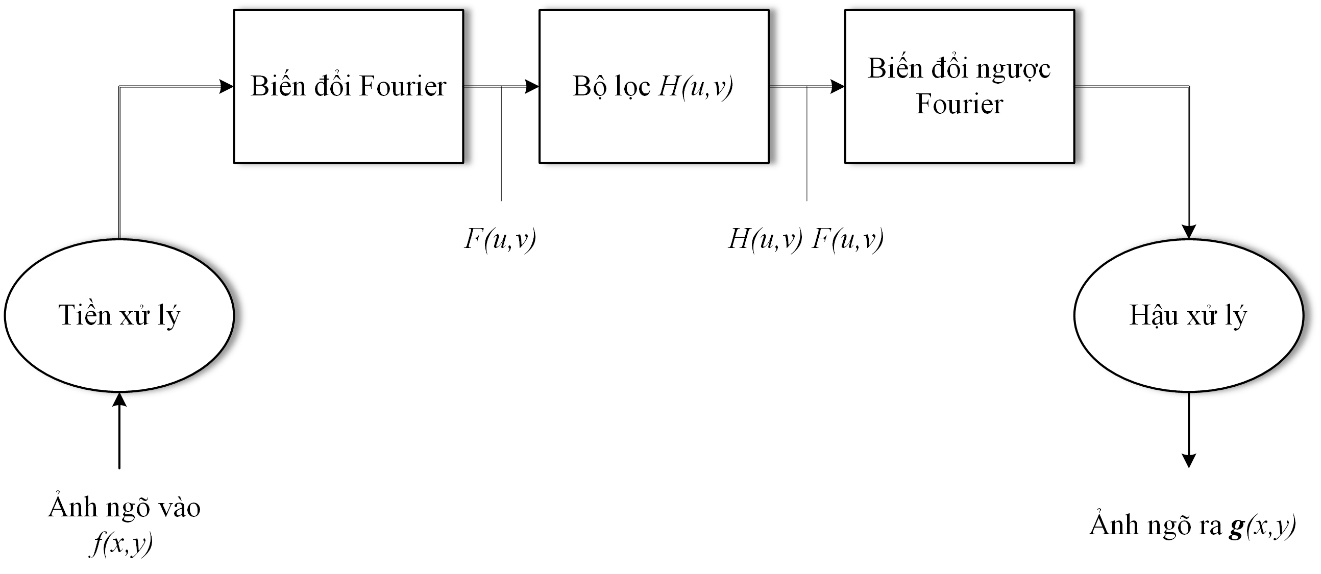 Biến đổi Fourier
Bộ lọc H(u,v)
Biến đổi ngược
Fourier
F(u,v)
H(u,v) F(u,v)
Tiền xử lý
Hậu xử lý
Ảnh ngõ vào
f(x,y)
Ảnh ngõ ra g(x,y)